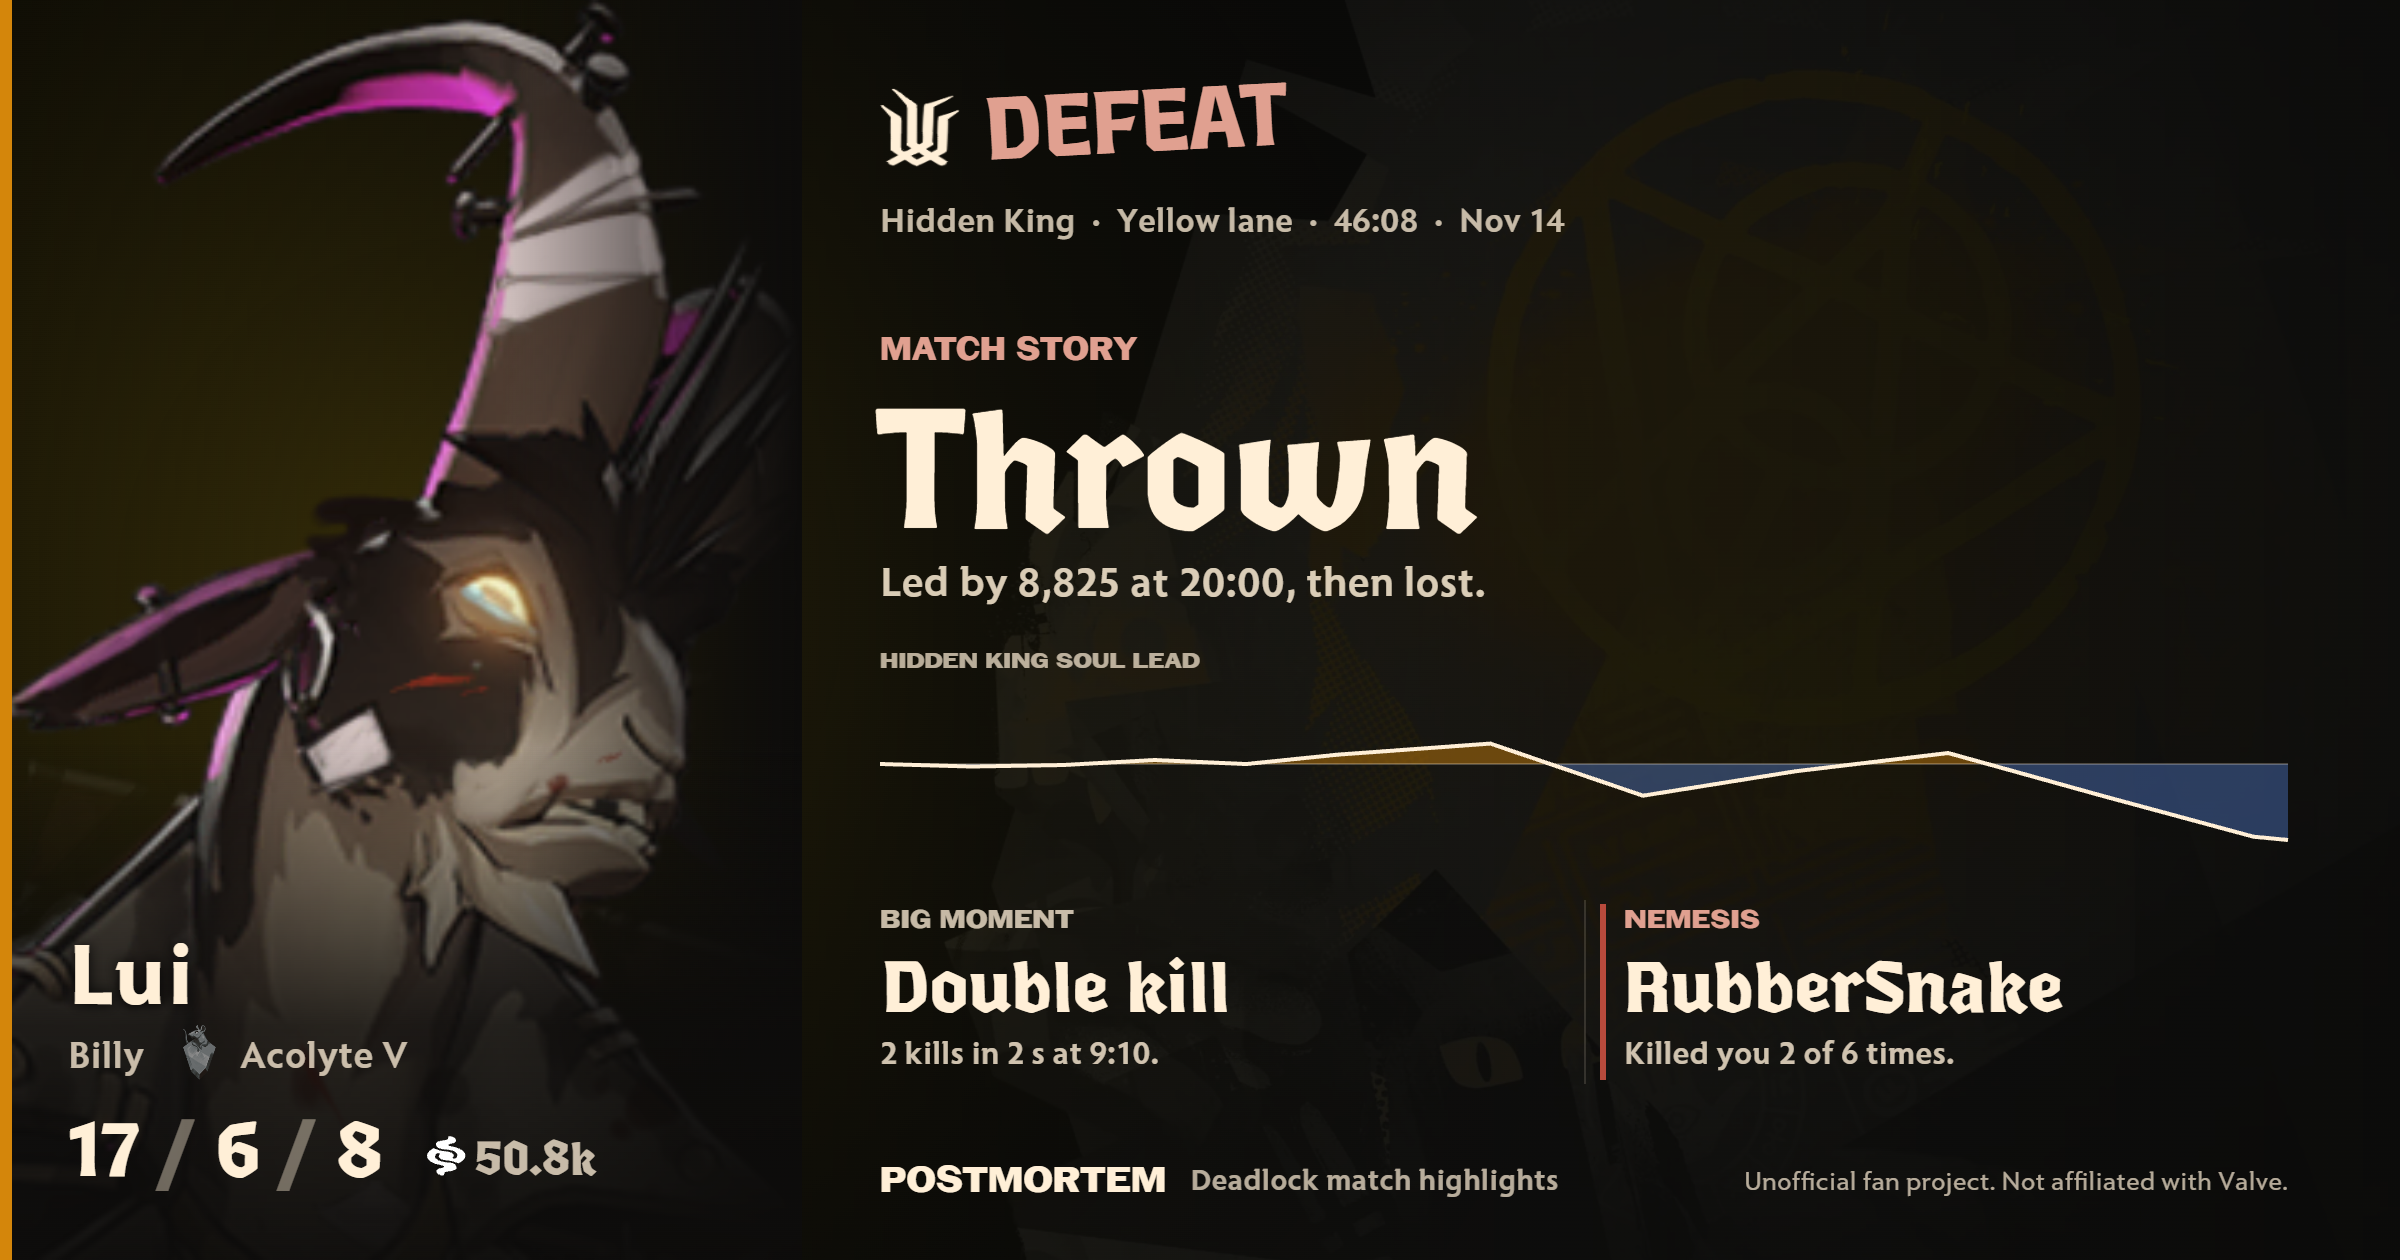 DEFEAT
Hidden King · Yellow lane · 46:08 · Nov 14
MATCH STORY
Thrown
Led by 8,825 at 20:00, then lost.
HIDDEN KING SOUL LEAD
BIG MOMENT
Double kill
2 kills in 2 s at 9:10.
NEMESIS
RubberSnake
Killed you 2 of 6 times.
Lui
Billy Acolyte V
17 / 6 / 8 50.8k
POSTMORTEM Deadlock match highlights
Unofficial fan project. Not affiliated with Valve.